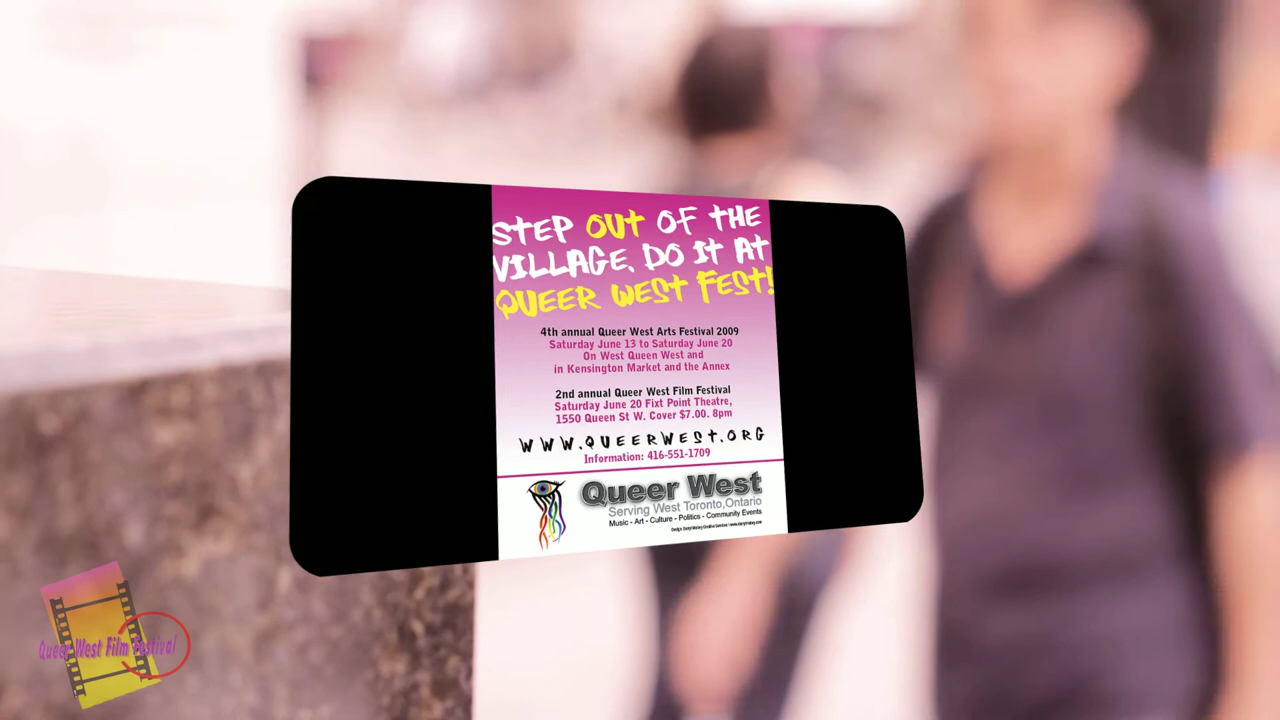 STEP OUT OF THE
VILLAGE. DO IT AT
QUEER WEST FEST!
4th annual Queer West Arts Festival 2009
Saturday June 13 to Saturday June 20
On West Queen West and
in Kensington Market and the Annex
2nd annual Queer West Film Festival
Saturday June 20 Fixt Point Theatre,
1550 Queen St W. Cover $7.00. 8pm
WWW.QUEERWEST.ORG
Information: 416-551-1709
Queer West
Serving West Toronto,Ontario
Music - Art - Culture - Politics - Community Events
Queer West Film Festival